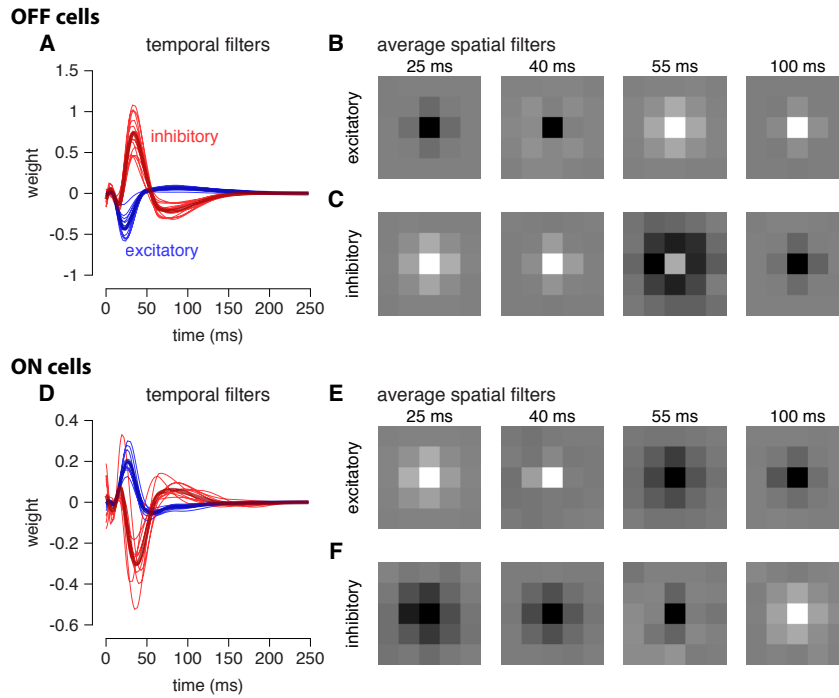 OFF cells
A temporal filters
B average spatial filters
25 ms 40 ms 55 ms 100 ms
1.5
1
0.5
0
-0.5
-1
weight
inhibitory
excitatory
0 50 100 150 200 250
time (ms)
excitatory
C
inhibitory
ON cells
D temporal filters
E average spatial filters
25 ms 40 ms 55 ms 100 ms
0.4
0.2
0
-0.2
-0.4
-0.6
weight
0 50 100 150 200 250
time (ms)
excitatory
F
inhibitory